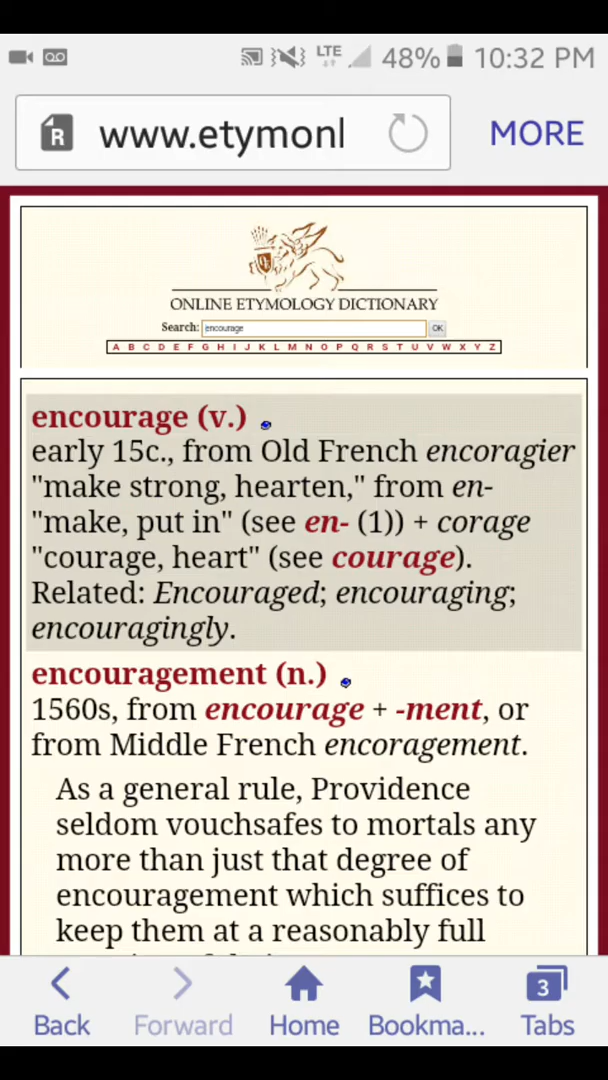 LTE 48% 10:32 PM
R www.etymonl MORE
ONLINE ETYMOLOGY DICTIONARY
Search: encourage OK
A B C D E F G H I J K L M N O P Q R S T U V W X Y Z
encourage (v.)
early 15c., from Old French encoragier
"make strong, hearten," from en-
"make, put in" (see en- (1)) + corage
"courage, heart" (see courage).
Related: Encouraged; encouraging;
encouragingly.
encouragement (n.)
1560s, from encourage + -ment, or
from Middle French encoragement.
As a general rule, Providence
seldom vouchsafes to mortals any
more than just that degree of
encouragement which suffices to
keep them at a reasonably full
Back Forward Home Bookma... 3 Tabs